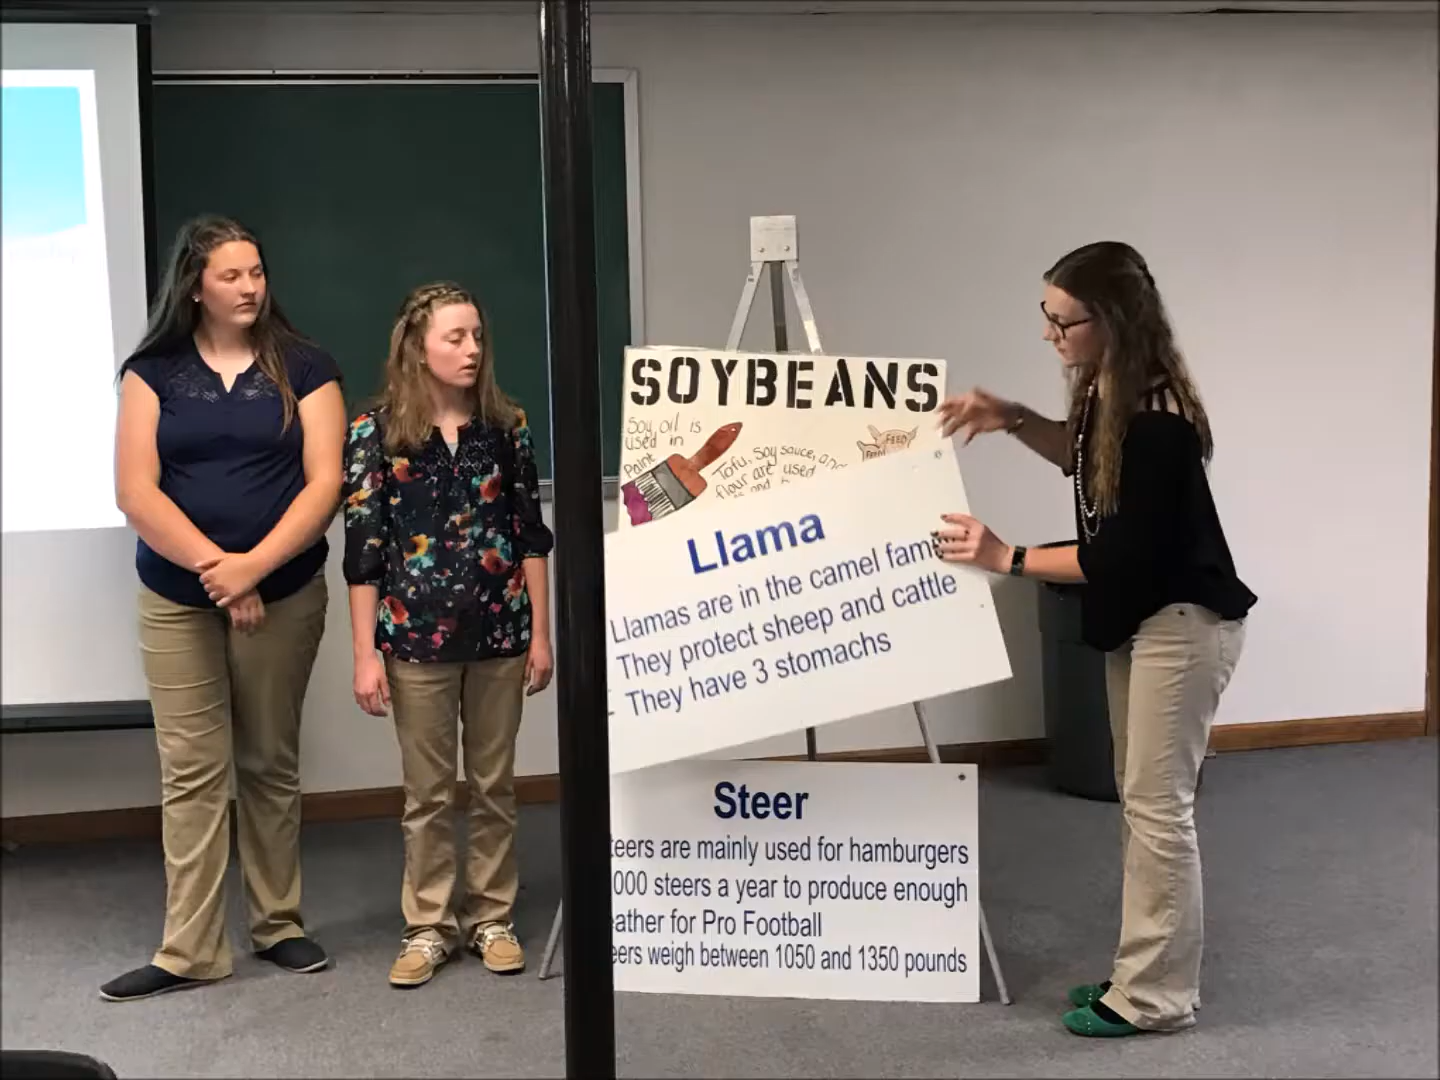 SOYBEANS
Soy oil is
used in
Paint
Tofu, Soy sauce, and
flour are used
FEED
Llama
Llamas are in the camel
They protect sheep and cattle
They have 3 stomachs
Steer
teers are mainly used for hamburgers
000 steers a year to produce enough
eather for Pro Football
eers weigh between 1050 and 1350 pounds